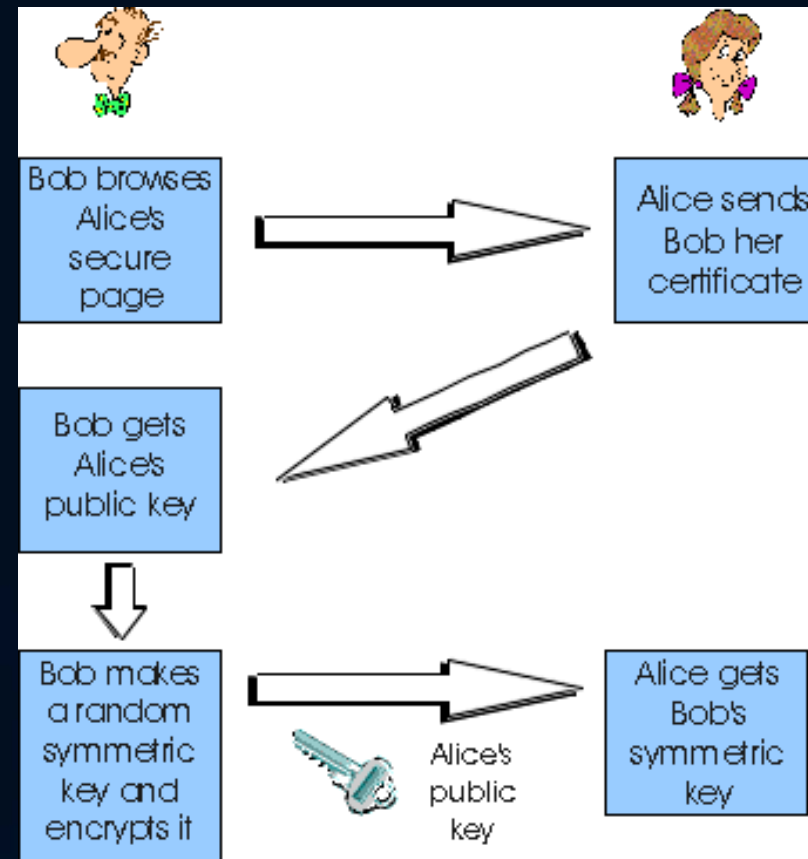 Bob browses
Alice's
secure
page
Alice sends
Bob her
certificate
Bob gets
Alice's
public key
Bob makes
a random
symmetric
key and
encrypts it
Alice's
public
key
Alice gets
Bob's
symmetric
key